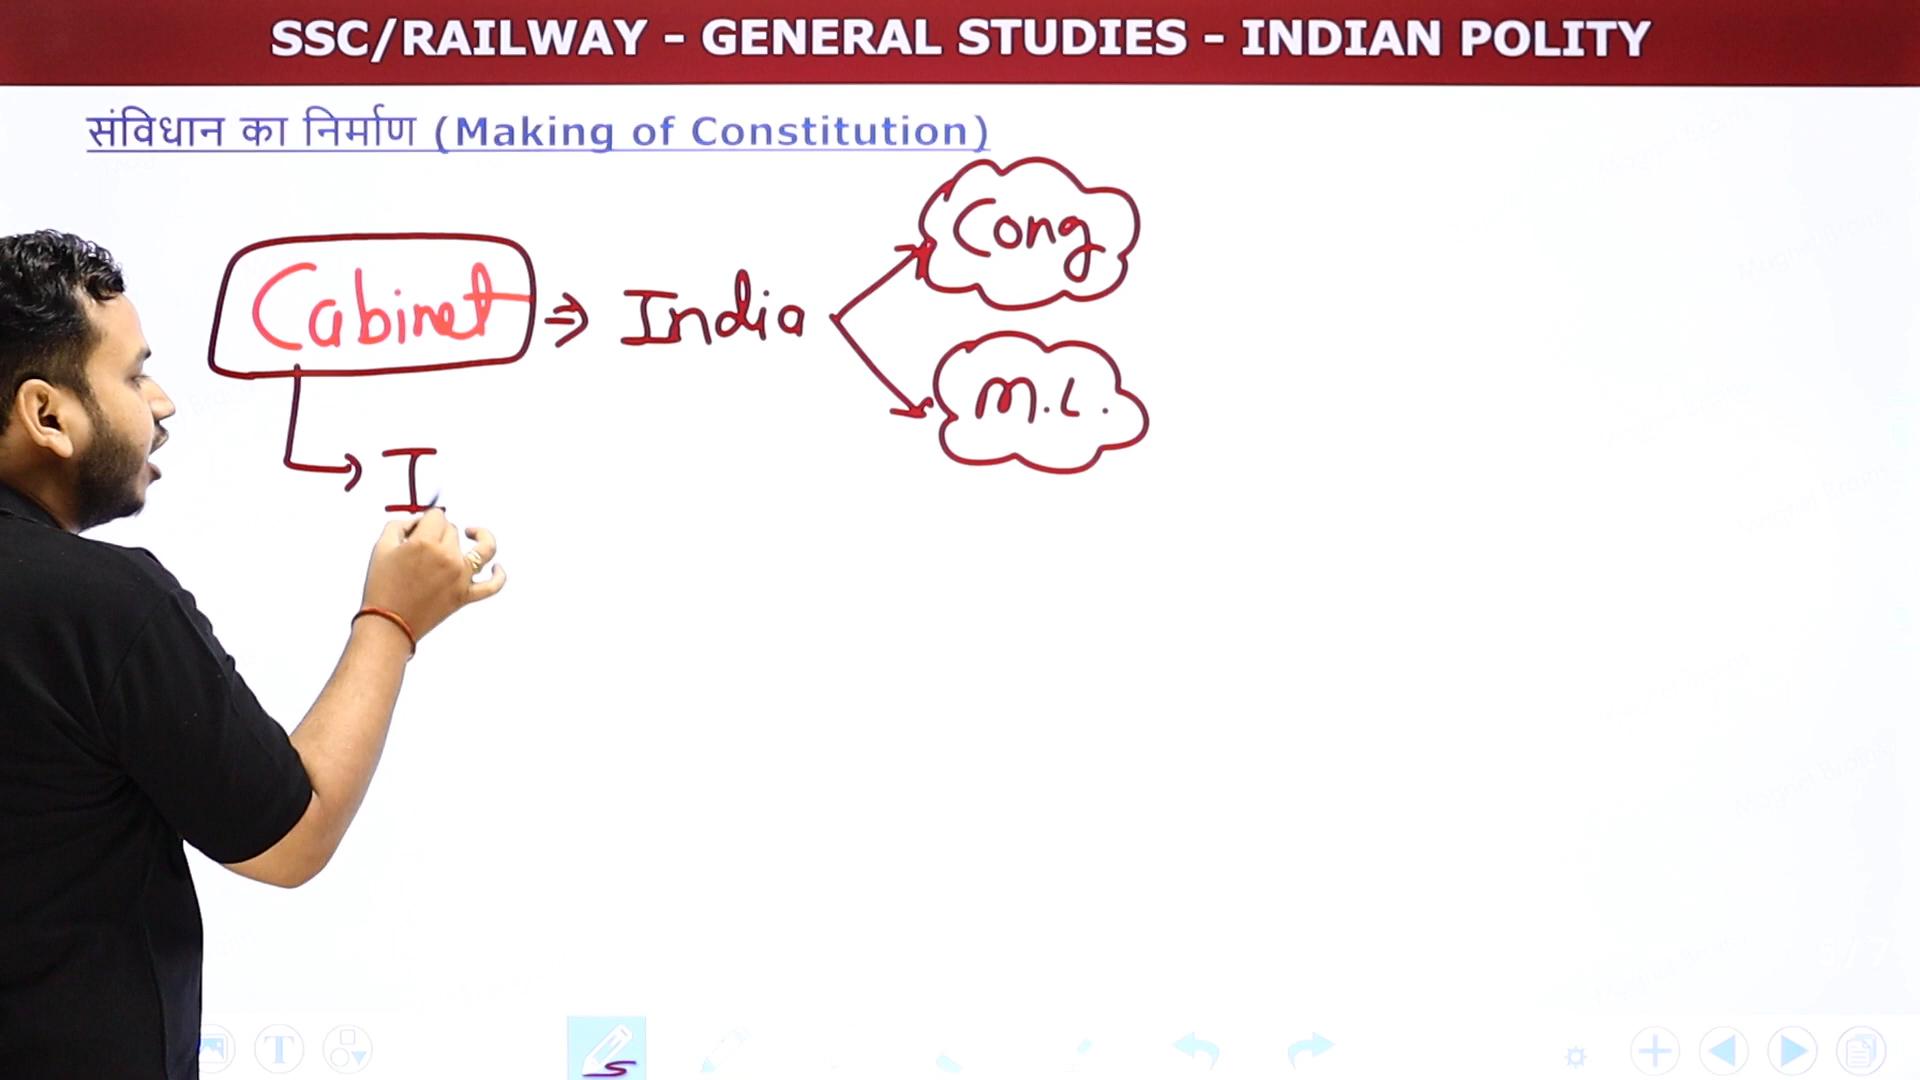 SSC/RAILWAY - GENERAL STUDIES - INDIAN POLITY
संविधान का निर्माण (Making of Constitution)
Cabinet ⇒ India
Cong
M.L.
I
T